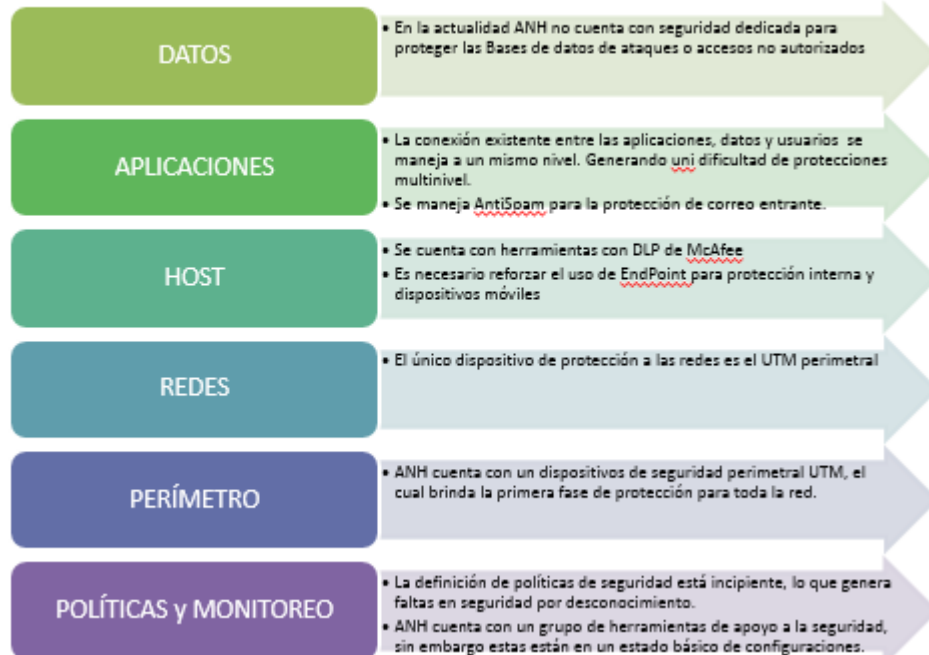 DATOS
• En la actualidad ANH no cuenta con seguridad dedicada para
proteger las Bases de datos de ataques o accesos no autorizados
APLICACIONES
• La conexión existente entre las aplicaciones, datos y usuarios se
maneja a un mismo nivel. Generando uni dificultad de protecciones
multinivel.
• Se maneja AntiSpam para la protección de correo entrante.
HOST
• Se cuenta con herramientas con DLP de McAfee
• Es necesario reforzar el uso de EndPoint para protección interna y
dispositivos móviles
REDES
• El único dispositivo de protección a las redes es el UTM perimetral
PERÍMETRO
• ANH cuenta con un dispositivos de seguridad perimetral UTM, el
cual brinda la primera fase de protección para toda la red.
POLÍTICAS y MONITOREO
• La definición de políticas de seguridad está incipiente, lo que genera
faltas en seguridad por desconocimiento.
• ANH cuenta con un grupo de herramientas de apoyo a la seguridad,
sin embargo estas están en un estado básico de configuraciones.